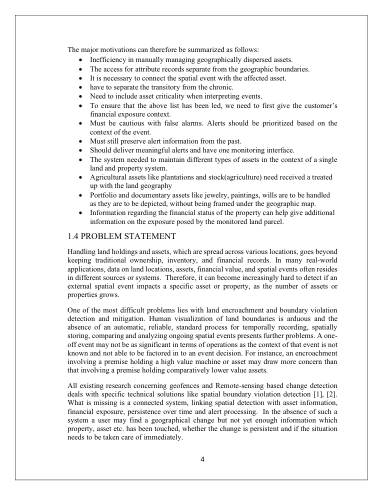 The major motivations can therefore be summarized as follows:
• Inefficiency in manually managing geographically dispersed assets.
• The access for attribute records separate from the geographic boundaries.
• It is necessary to connect the spatial event with the affected asset.
• have to separate the transitory from the chronic.
• Need to include asset criticality when interpreting events.
• To ensure that the above list has been led, we need to first give the customer's
financial exposure context.
• Must be cautious with false alarms. Alerts should be prioritized based on the
context of the event.
• Must still preserve alert information from the past.
• Should deliver meaningful alerts and have one monitoring interface.
• The system needed to maintain different types of assets in the context of a single
land and property system.
• Agricultural assets like plantations and stock(agriculture) need received a treated
up with the land geography
• Portfolio and documentary assets like jewelry, paintings, wills are to be handled
as they are to be depicted, without being framed under the geographic map.
• Information regarding the financial status of the property can help give additional
information on the exposure posed by the monitored land parcel.
1.4 PROBLEM STATEMENT
Handling land holdings and assets, which are spread across various locations, goes beyond
keeping traditional ownership, inventory, and financial records. In many real-world
applications, data on land locations, assets, financial value, and spatial events often resides
in different sources or systems. Therefore, it can become increasingly hard to detect if an
external spatial event impacts a specific asset or property, as the number of assets or
properties grows.
One of the most difficult problems lies with land encroachment and boundary violation
detection and mitigation. Human visualization of land boundaries is arduous and the
absence of an automatic, reliable, standard process for temporally recording, spatially
storing, comparing and analyzing ongoing spatial events presents further problems. A one-
off event may not be as significant in terms of operations as the context of that event is not
known and not able to be factored in to an event decision. For instance, an encroachment
involving a premise holding a high value machine or asset may draw more concern than
that involving a premise holding comparatively lower value assets.
All existing research concerning geofences and Remote-sensing based change detection
deals with specific technical solutions like spatial boundary violation detection [1], [2].
What is missing is a connected system, linking spatial detection with asset information,
financial exposure, persistence over time and alert processing. In the absence of such a
system a user may find a geographical change but not yet enough information which
property, asset etc. has been touched, whether the change is persistent and if the situation
needs to be taken care of immediately.
4